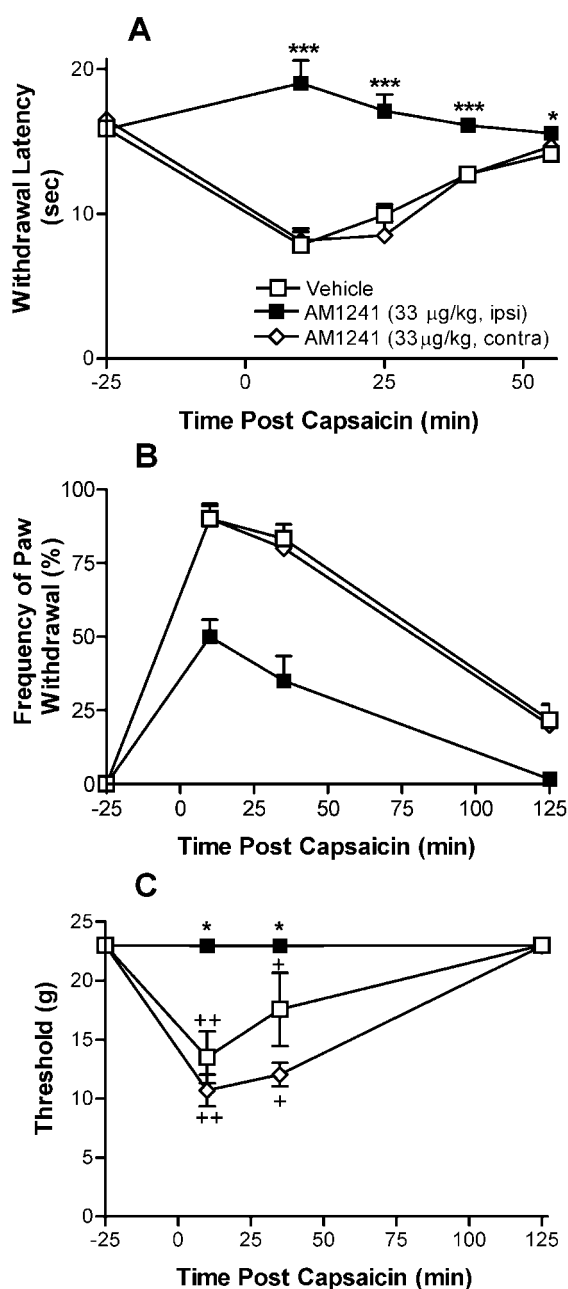 A
*** *** *** *
20
10
0
Withdrawal Latency
(sec)
Vehicle
AM1241 (33 µg/kg, ipsi)
AM1241 (33µg/kg, contra)
-25 0 25 50
Time Post Capsaicin (min)
B
100
75
50
25
0
Frequency of Paw
Withdrawal (%)
-25 0 25 50 75 100 125
Time Post Capsaicin (min)
C
25
20
15
10
5
0
Threshold (g)
* *
+
++
++
+
-25 0 25 50 75 100 125
Time Post Capsaicin (min)